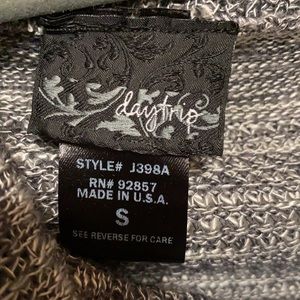 daytrip
STYLE# J398A
RN# 92857
MADE IN U.S.A.
S
SEE REVERSE FOR CARE